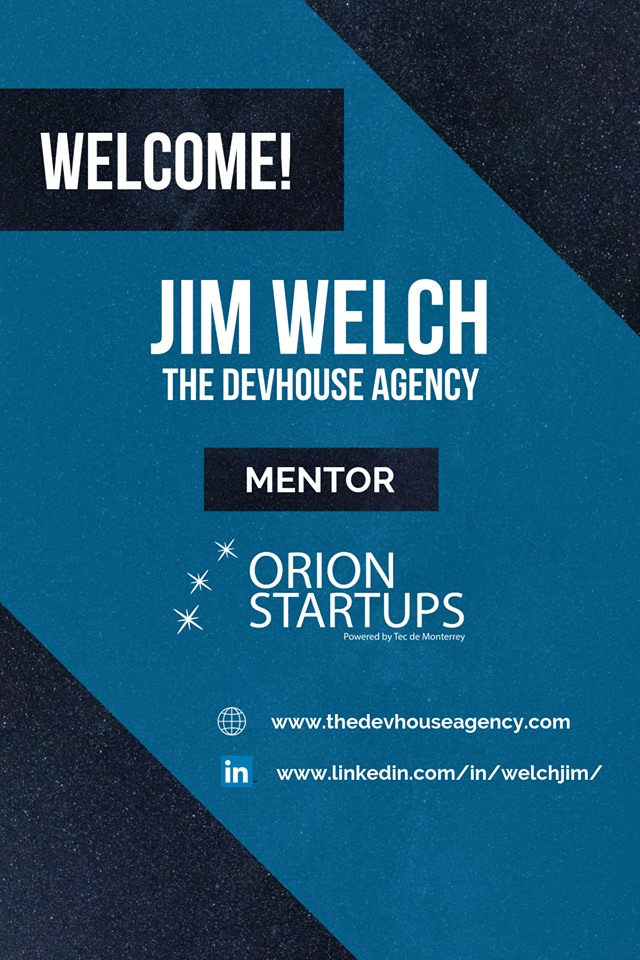 WELCOME!
JIM WELCH
THE DEVHOUSE AGENCY
MENTOR
ORION
STARTUPS
Powered by Tec de Monterrey
www.thedevhouseagency.com
in
www.linkedin.com/in/welchjim/